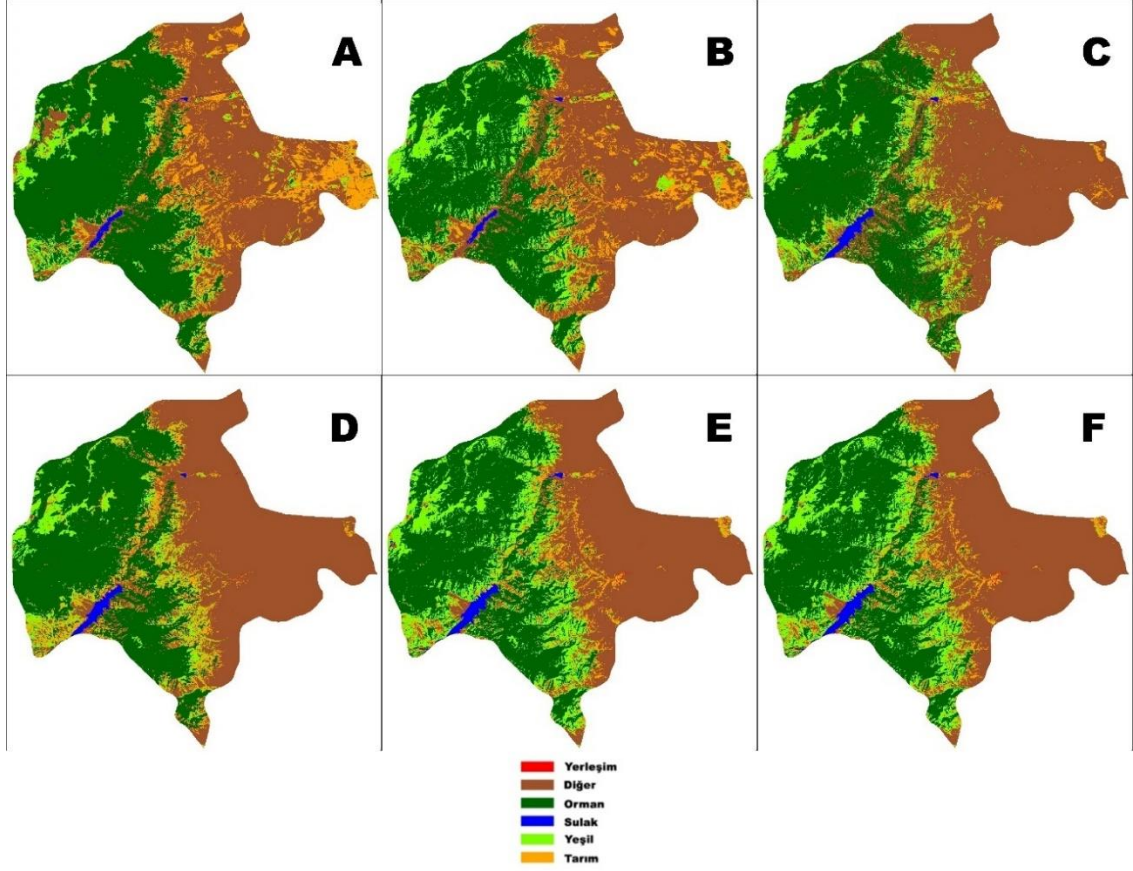 A
B
C
D
E
F
Yerleşim
Diğer
Orman
Sulak
Yeşil
Tarım